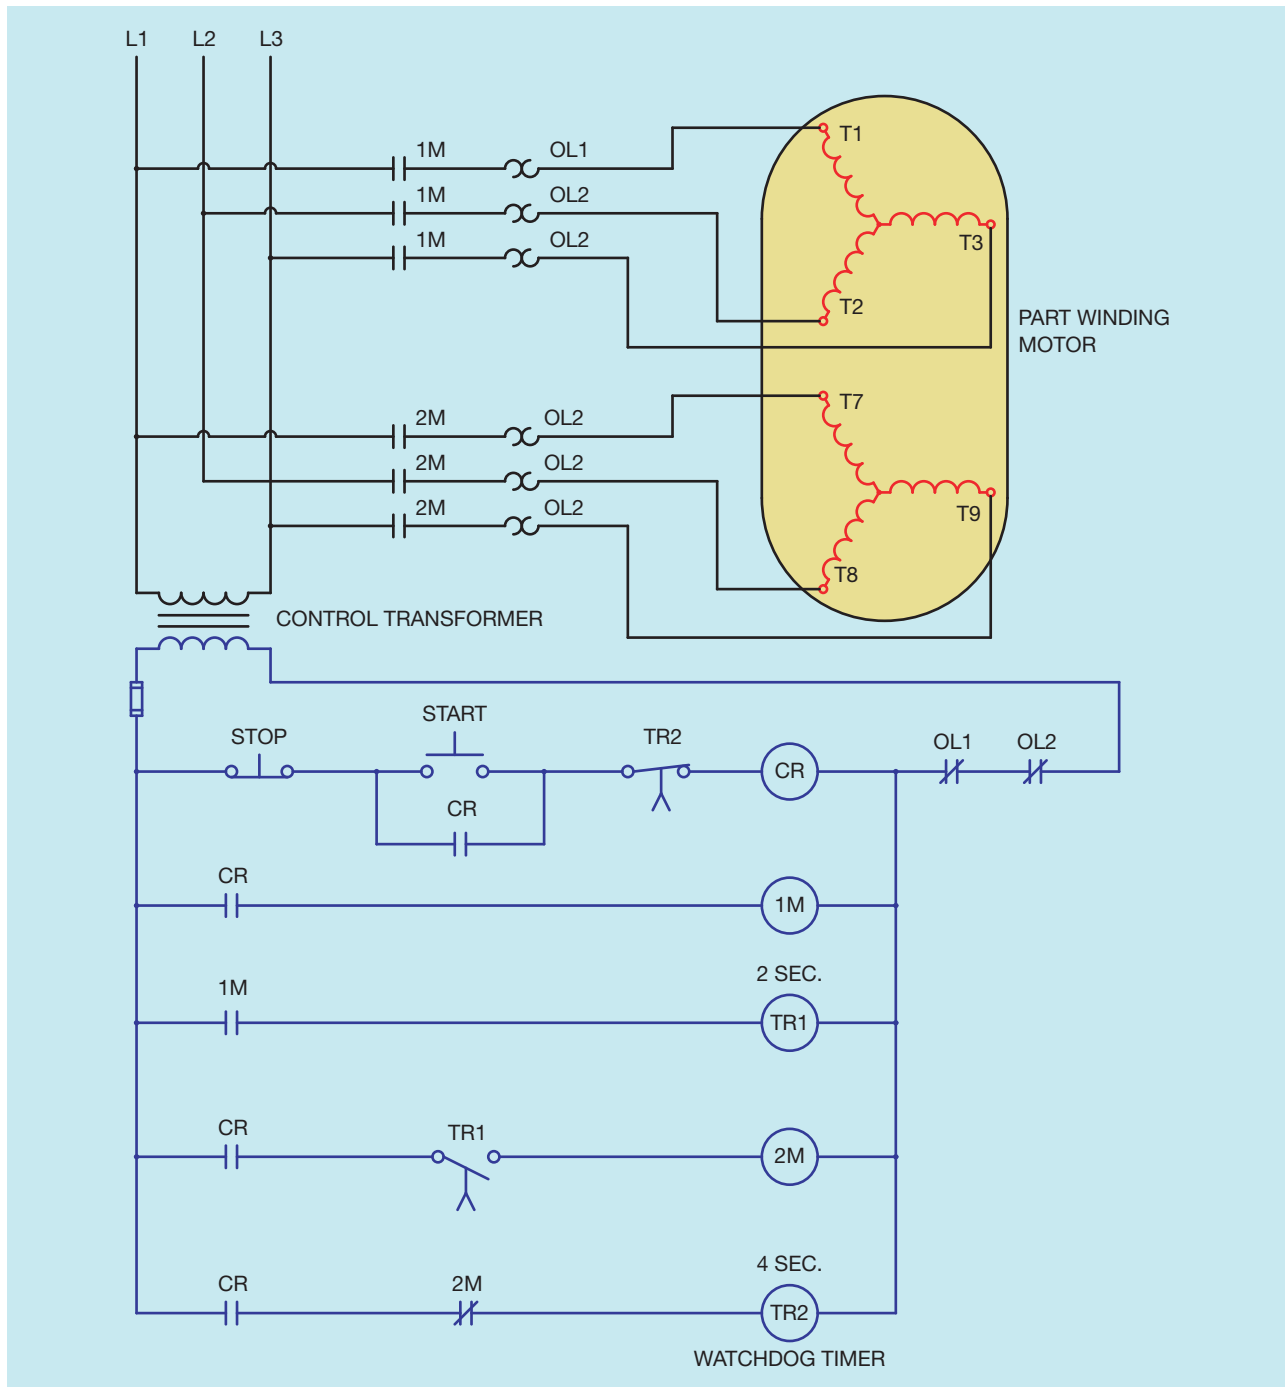 L1 L2 L3
1M OL1
1M OL2
1M OL2
T1
T3
T2
PART WINDING
MOTOR
2M OL2
2M OL2
2M OL2
T7
T9
T8
CONTROL TRANSFORMER
STOP START TR2 CR OL1 OL2
CR
CR 1M
2 SEC.
1M TR1
CR TR1 2M
4 SEC.
CR 2M TR2
WATCHDOG TIMER